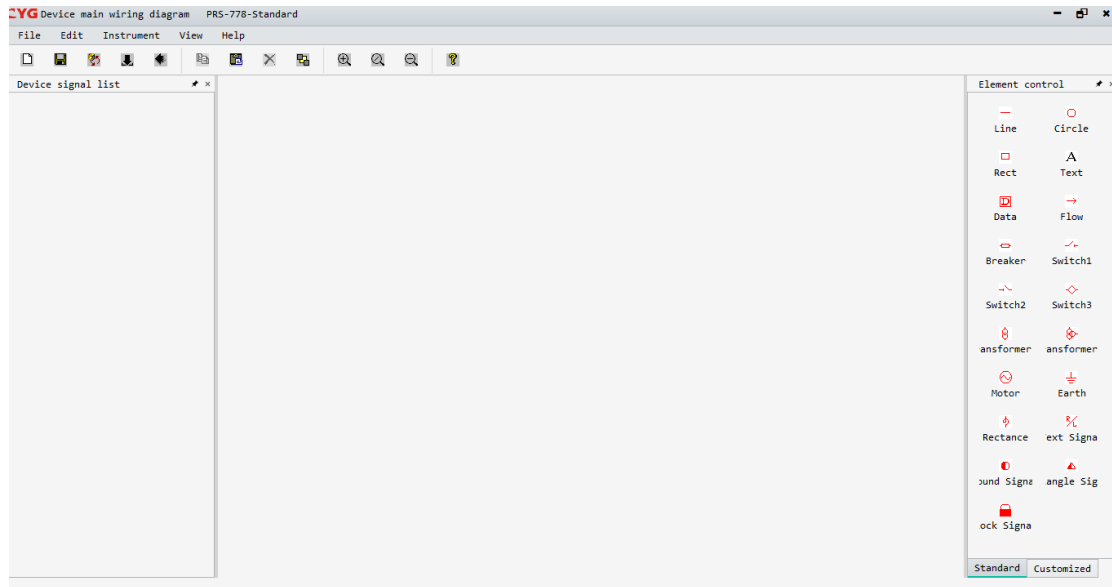 CYG Device main wiring diagram PRS-778-Standard
File Edit Instrument View Help
Device signal list
Element control
Line Circle
A
Rect Text
D
Data Flow
Breaker Switch1
Switch2 Switch3
ansformer ansformer
Motor Earth
R/L
Rectance ext Signa
ound Signa angle Sig
ock Signa
Standard Customized